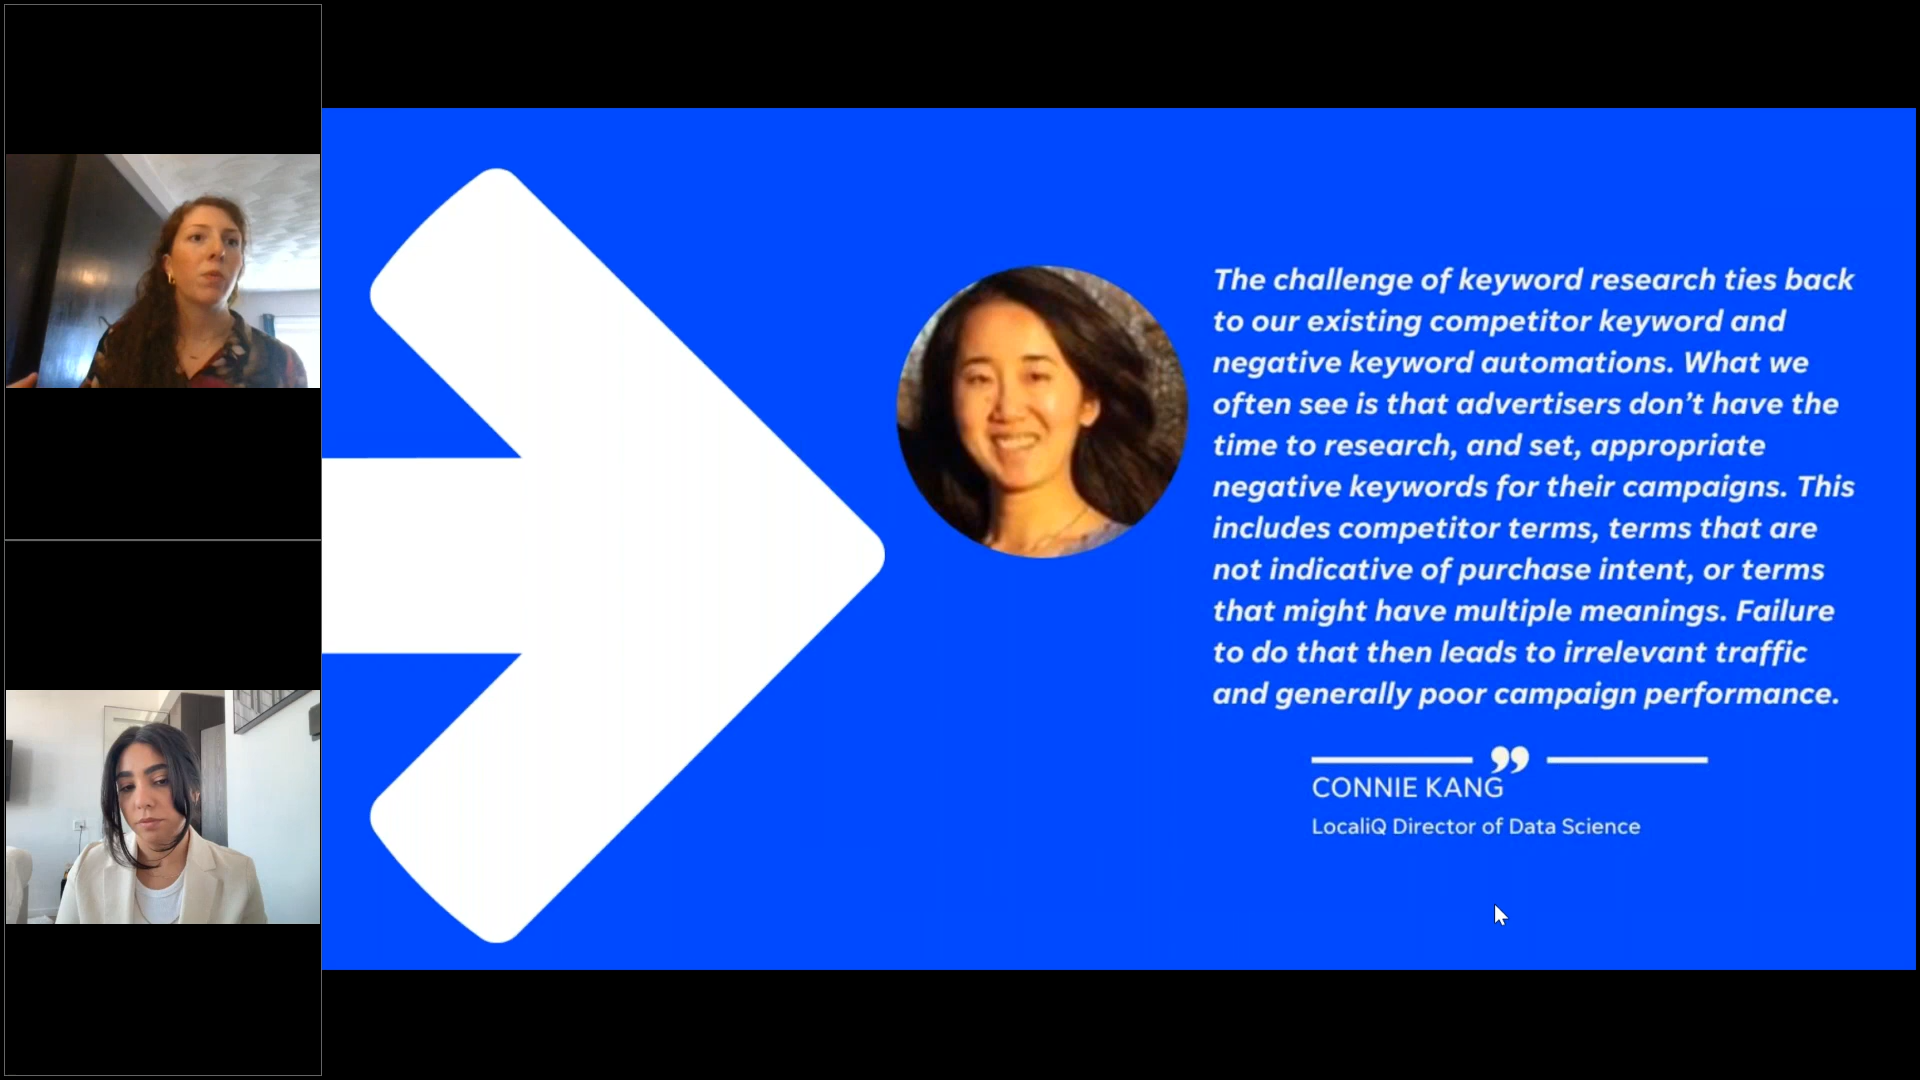 The challenge of keyword research ties back
to our existing competitor keyword and
negative keyword automations. What we
often see is that advertisers don’t have the
time to research, and set, appropriate
negative keywords for their campaigns. This
includes competitor terms, terms that are
not indicative of purchase intent, or terms
that might have multiple meanings. Failure
to do that then leads to irrelevant traffic
and generally poor campaign performance.
”
CONNIE KANG
LocaliQ Director of Data Science